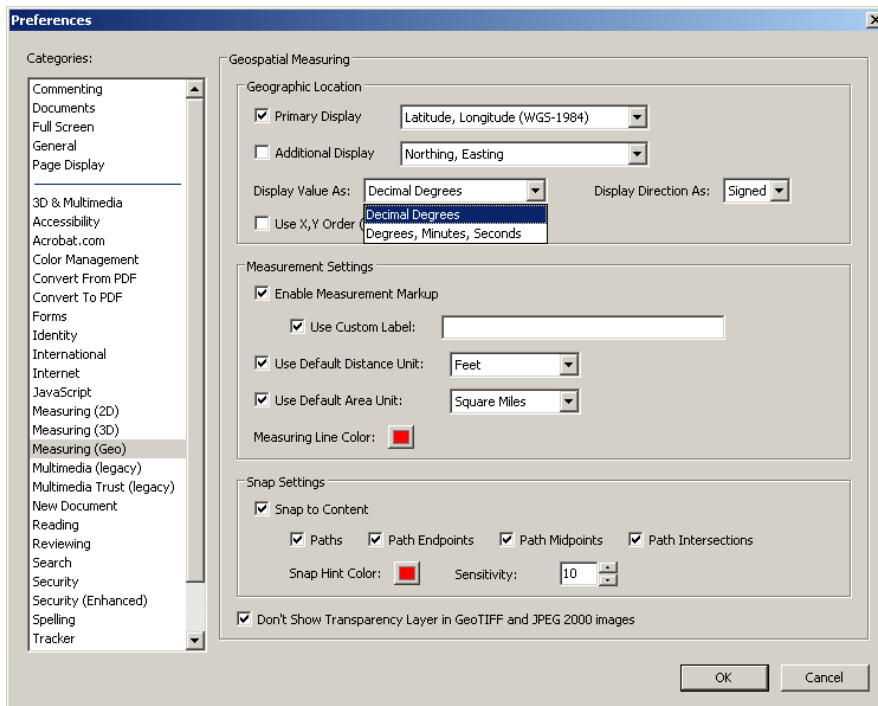 Preferences
Categories:
Commenting
Documents
Full Screen
General
Page Display
3D & Multimedia
Accessibility
Acrobat.com
Color Management
Convert From PDF
Convert To PDF
Forms
Identity
International
Internet
JavaScript
Measuring (2D)
Measuring (3D)
Measuring (Geo)
Multimedia (legacy)
Multimedia Trust (legacy)
New Document
Reading
Reviewing
Search
Security
Security (Enhanced)
Spelling
Tracker
Geospatial Measuring
Geographic Location
Primary Display Latitude, Longitude (WGS-1984)
Additional Display Northing, Easting
Display Value As: Decimal Degrees Display Direction As: Signed
Decimal Degrees
Degrees, Minutes, Seconds
Use X,Y Order (
Measurement Settings
Enable Measurement Markup
Use Custom Label:
Use Default Distance Unit: Feet
Use Default Area Unit: Square Miles
Measuring Line Color:
Snap Settings
Snap to Content
Paths Path Endpoints Path Midpoints Path Intersections
Snap Hint Color: Sensitivity: 10
Don't Show Transparency Layer in GeoTIFF and JPEG 2000 images
OK Cancel